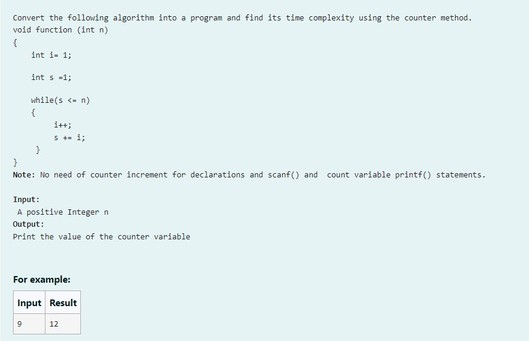 Convert the following algorithm into a program and find its time complexity using the counter method.
void function (int n)
{
int i= 1;
int s =1;
while(s <= n)
{
i++;
s += i;
}
}
Note: No need of counter increment for declarations and scanf() and count variable printf() statements.
Input:
A positive Integer n
Output:
Print the value of the counter variable
For example:
Input Result
9 12